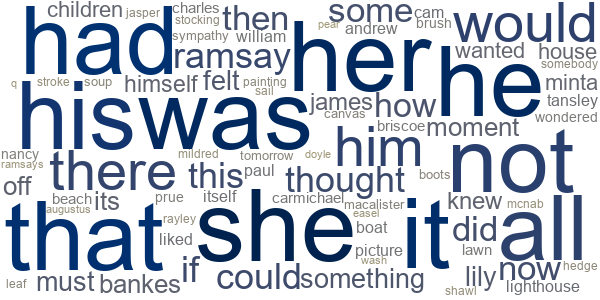 children jasper charles some cam
had stocking then andrew brush would
sympathy william her pear wanted house
ramsay he somebody
q stroke soup himself felt painting minta
sail tansley
his was james how canvas wondered
briscoe moment
nancy mildred tomorrow doyle him not
ramsays there this paul thought boots
off
beach its prue itself carmichael knew
augustus macalister mcnab
that rayley she easel it did all
liked boat lawn
picture wash now hedge
leaf must bankes if could something lily lighthouse
shawl